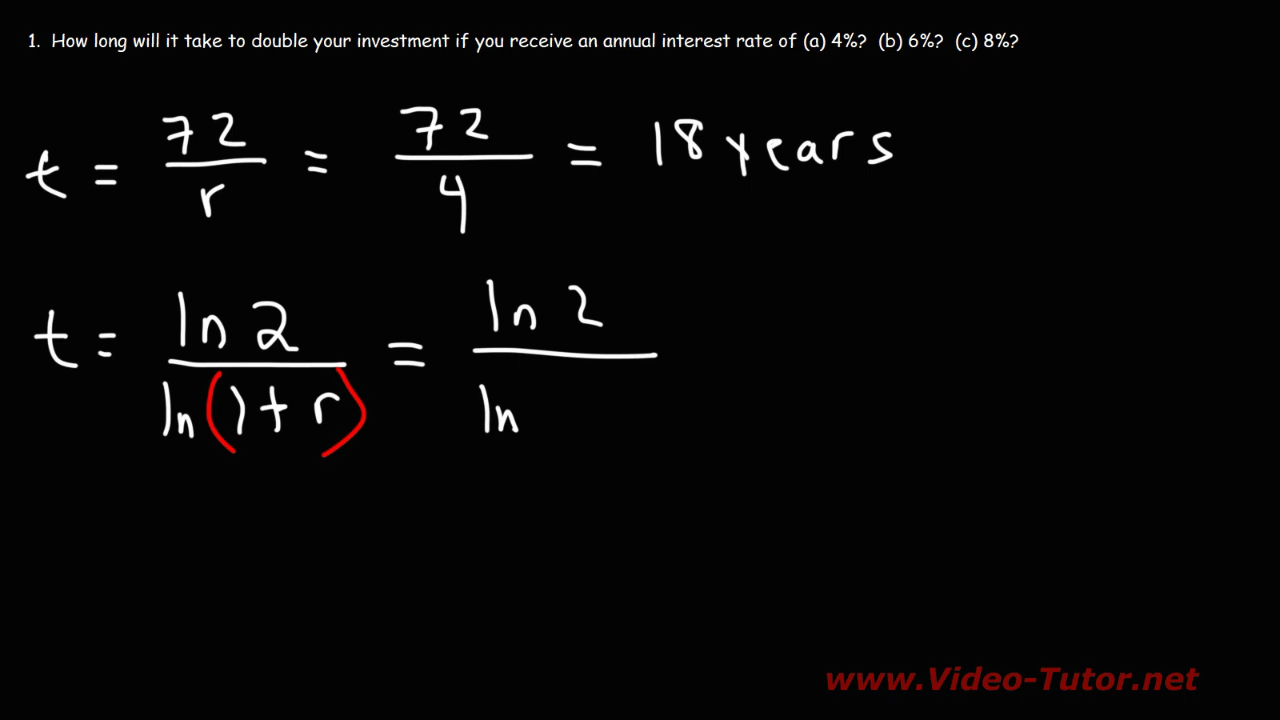 1. How long will it take to double your investment if you receive an annual interest rate of (a) 4%? (b) 6%? (c) 8%?
t = 72/r = 72/4 = 18 years
t = ln 2/ln(1+r) = ln 2/ln
www.Video-Tutor.net